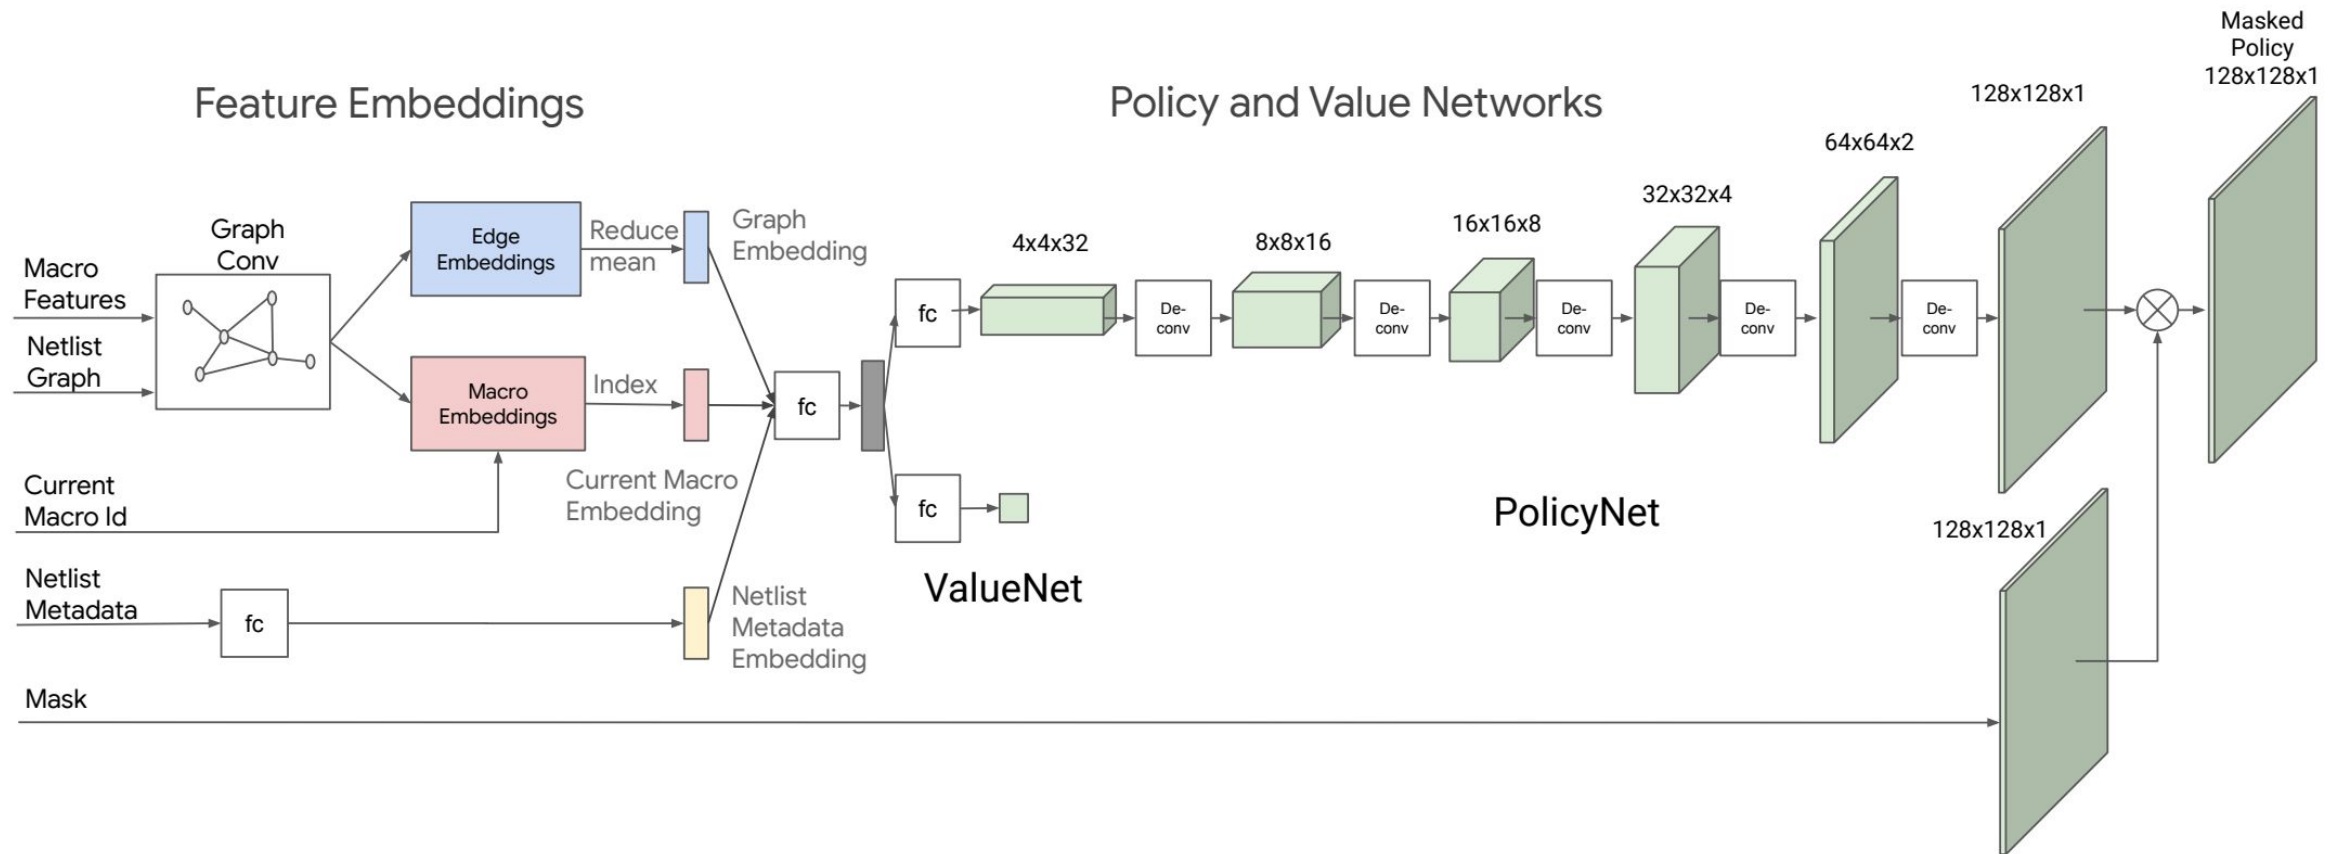 Feature Embeddings
Policy and Value Networks
Macro
Features
Netlist
Graph
Graph
Conv
Edge
Embeddings
Reduce
mean
Graph
Embedding
Macro
Embeddings
Index
Current Macro
Embedding
Current
Macro Id
Netlist
Metadata
fc
Netlist
Metadata
Embedding
Mask
fc
fc
fc
ValueNet
4x4x32
De-
conv
8x8x16
De-
conv
16x16x8
De-
conv
32x32x4
De-
conv
64x64x2
De-
conv
128x128x1
PolicyNet
128x128x1
Masked
Policy
128x128x1